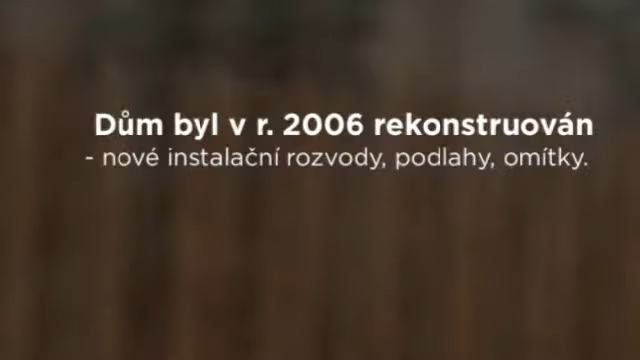 Dům byl v r. 2006 rekonstruován
- nové instalační rozvody, podlahy, omítky.